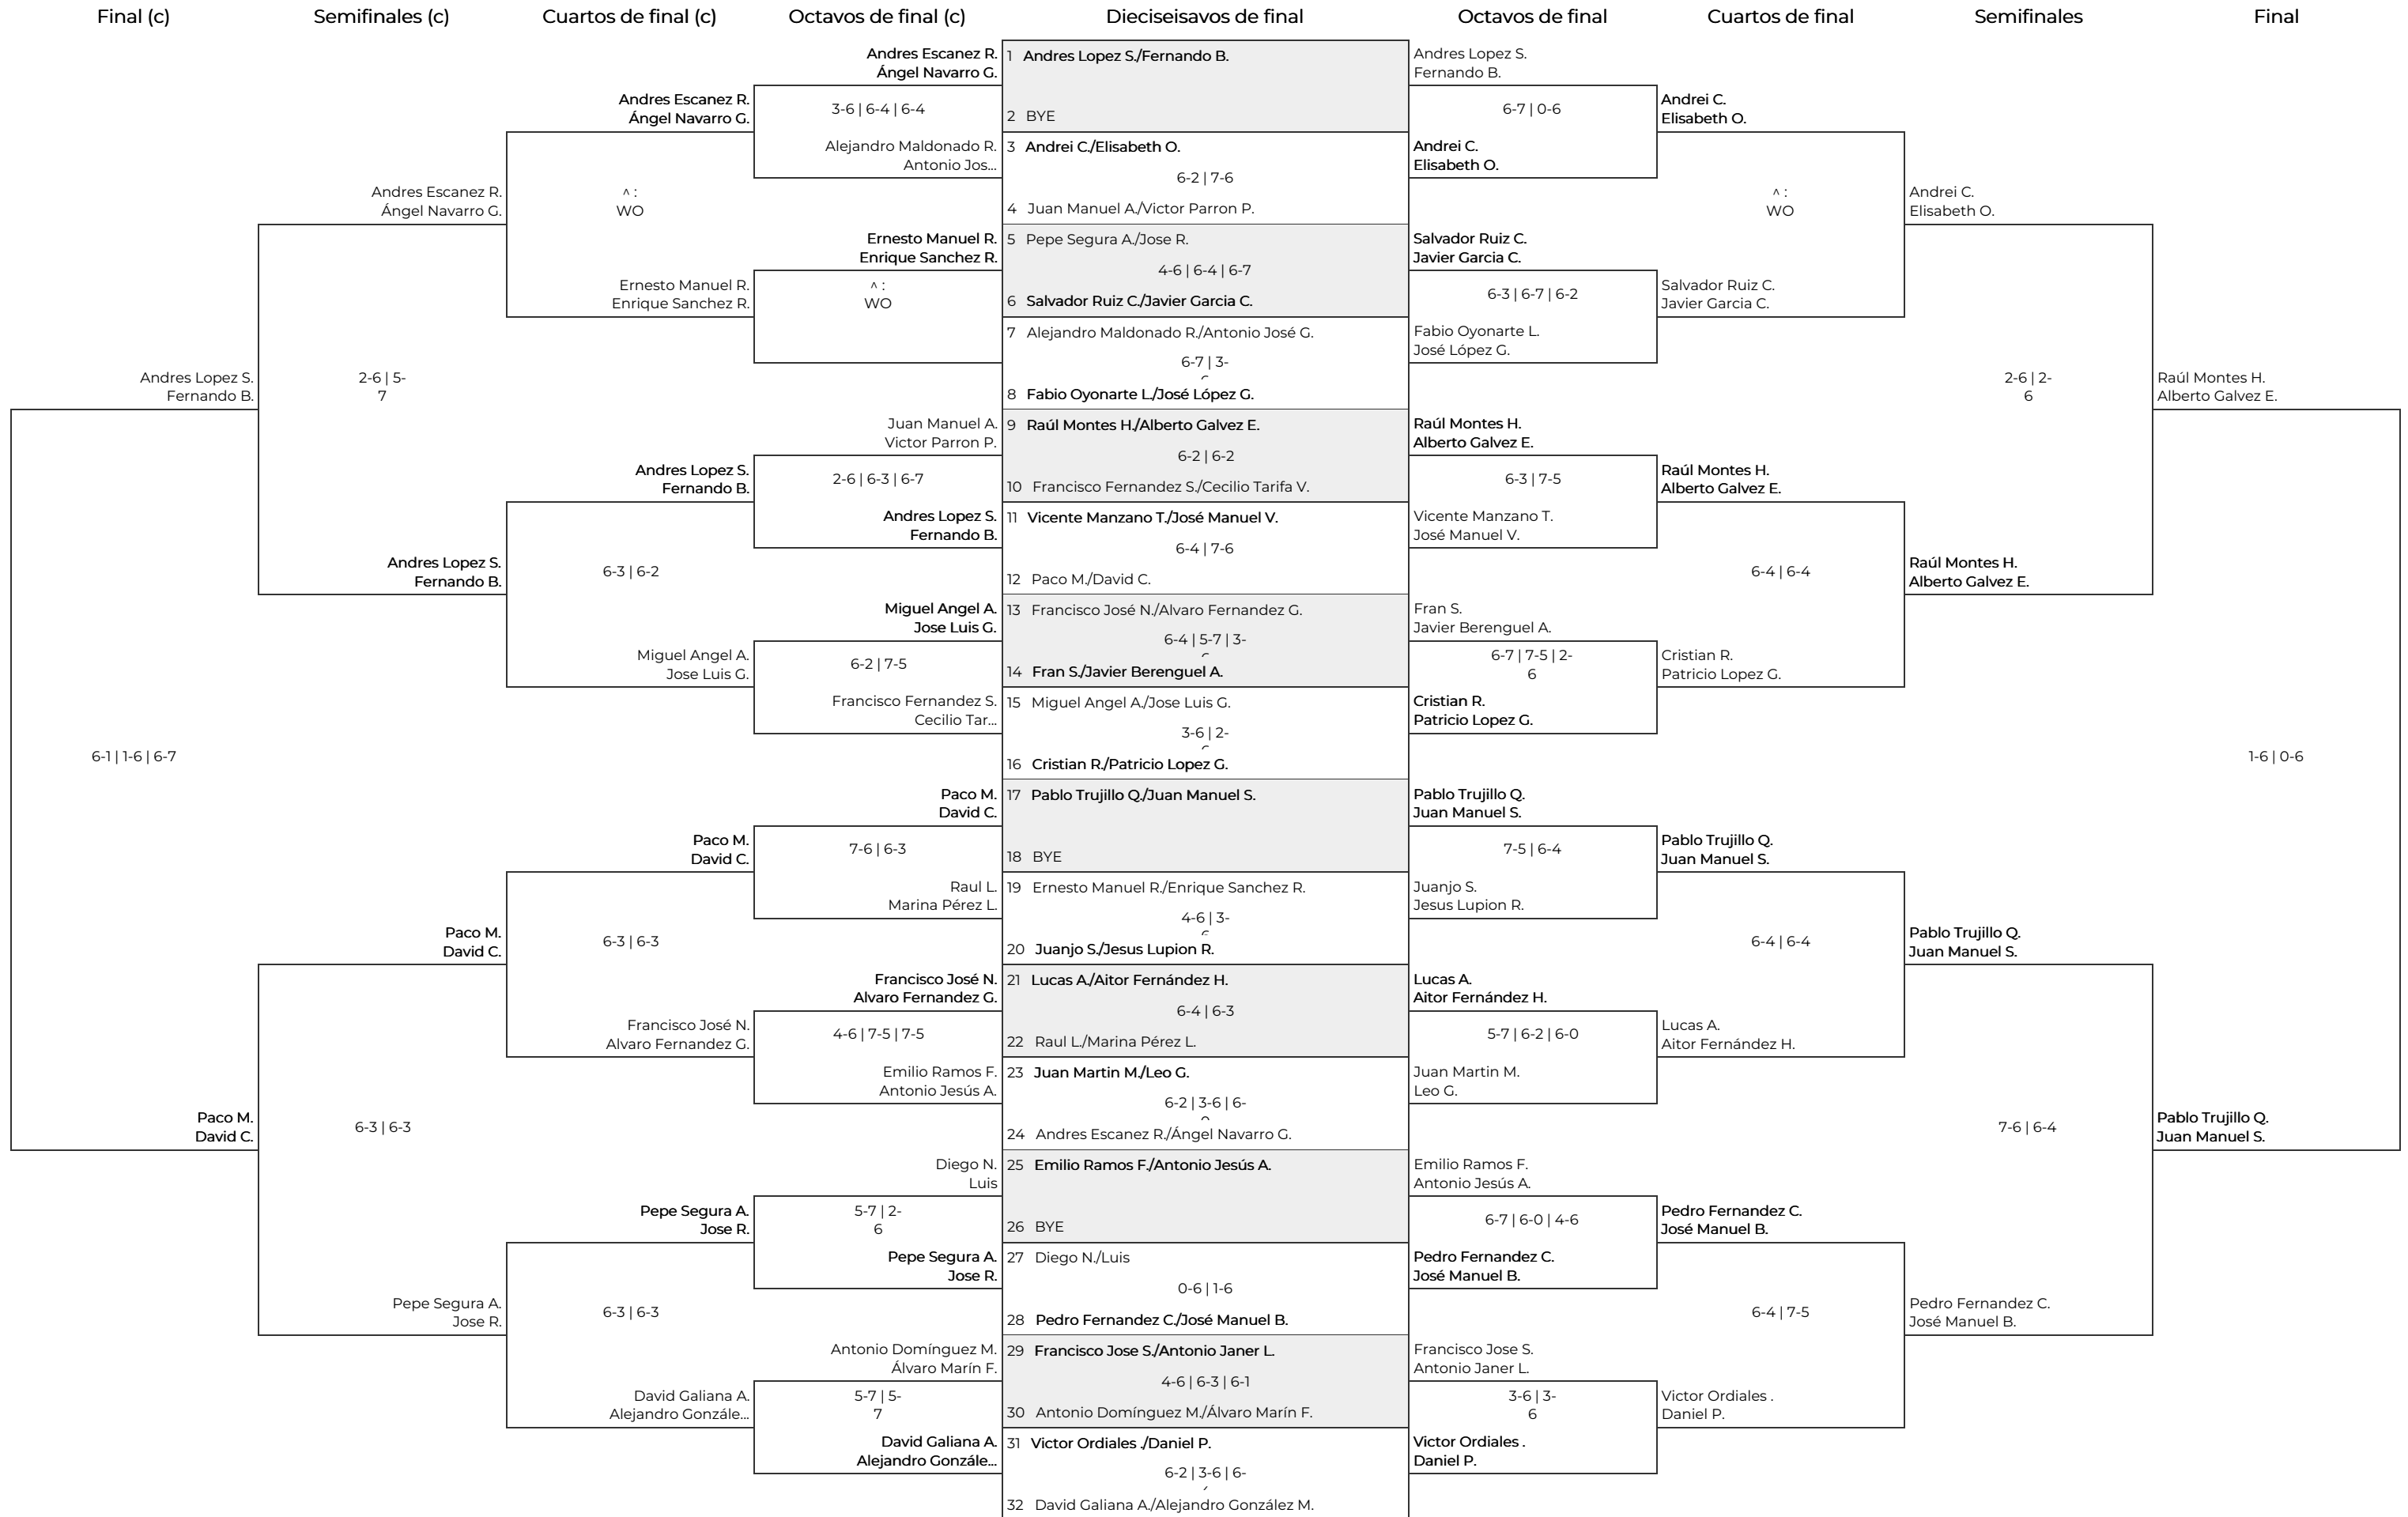 Final (c)
Semifinales (c)
Cuartos de final (c)
Octavos de final (c)
Dieciseisavos de final
Octavos de final
Cuartos de final
Semifinales
Final
Andres Lopez S.
Fernando B.
6-1 | 1-6 | 6-7
Paco M.
David C.
Andres Escanez R.
Ángel Navarro G.
2-6 | 5-
7
Andres Lopez S.
Fernando B.
Paco M.
David C.
6-3 | 6-3
Pepe Segura A.
Jose R.
Andres Escanez R.
Ángel Navarro G.
^ :
WO
Ernesto Manuel R.
Enrique Sanchez R.
Andres Lopez S.
Fernando B.
6-3 | 6-2
Miguel Angel A.
Jose Luis G.
Paco M.
David C.
6-3 | 6-3
Francisco José N.
Alvaro Fernandez G.
Pepe Segura A.
Jose R.
6-3 | 6-3
David Galiana A.
Alejandro Gonzále...
Andres Escanez R.
Ángel Navarro G.
3-6 | 6-4 | 6-4
Alejandro Maldonado R.
Antonio Jos...
Ernesto Manuel R.
Enrique Sanchez R.
^ :
WO
Juan Manuel A.
Victor Parron P.
2-6 | 6-3 | 6-7
Andres Lopez S.
Fernando B.
Miguel Angel A.
Jose Luis G.
6-2 | 7-5
Francisco Fernandez S.
Cecilio Tar...
Paco M.
David C.
7-6 | 6-3
Raul L.
Marina Pérez L.
Francisco José N.
Alvaro Fernandez G.
4-6 | 7-5 | 7-5
Emilio Ramos F.
Antonio Jesús A.
Diego N.
Luis
5-7 | 2-
6
Pepe Segura A.
Jose R.
Antonio Domínguez M.
Álvaro Marín F.
5-7 | 5-
7
David Galiana A.
Alejandro Gonzále...
1 Andres Lopez S./Fernando B.
2 BYE
3 Andrei C./Elisabeth O.
6-2 | 7-6
4 Juan Manuel A./Victor Parron P.
5 Pepe Segura A./Jose R.
4-6 | 6-4 | 6-7
6 Salvador Ruiz C./Javier Garcia C.
7 Alejandro Maldonado R./Antonio José G.
6-7 | 3-
8 Fabio Oyonarte L./José López G.
9 Raúl Montes H./Alberto Galvez E.
6-2 | 6-2
10 Francisco Fernandez S./Cecilio Tarifa V.
11 Vicente Manzano T./José Manuel V.
6-4 | 7-6
12 Paco M./David C.
13 Francisco José N./Alvaro Fernandez G.
6-4 | 5-7 | 3-
14 Fran S./Javier Berenguel A.
15 Miguel Angel A./Jose Luis G.
3-6 | 2-
16 Cristian R./Patricio Lopez G.
17 Pablo Trujillo Q./Juan Manuel S.
18 BYE
19 Ernesto Manuel R./Enrique Sanchez R.
4-6 | 3-
20 Juanjo S./Jesus Lupion R.
21 Lucas A./Aitor Fernández H.
6-4 | 6-3
22 Raul L./Marina Pérez L.
23 Juan Martin M./Leo G.
6-2 | 3-6 | 6-
24 Andres Escanez R./Ángel Navarro G.
25 Emilio Ramos F./Antonio Jesús A.
26 BYE
27 Diego N./Luis
0-6 | 1-6
28 Pedro Fernandez C./José Manuel B.
29 Francisco Jose S./Antonio Janer L.
4-6 | 6-3 | 6-1
30 Antonio Domínguez M./Álvaro Marín F.
31 Victor Ordiales ./Daniel P.
6-2 | 3-6 | 6-
32 David Galiana A./Alejandro González M.
Andres Lopez S.
Fernando B.
6-7 | 0-6
Andrei C.
Elisabeth O.
Salvador Ruiz C.
Javier Garcia C.
6-3 | 6-7 | 6-2
Fabio Oyonarte L.
José López G.
Raúl Montes H.
Alberto Galvez E.
6-3 | 7-5
Vicente Manzano T.
José Manuel V.
Fran S.
Javier Berenguel A.
6-7 | 7-5 | 2-
6
Cristian R.
Patricio Lopez G.
Pablo Trujillo Q.
Juan Manuel S.
7-5 | 6-4
Juanjo S.
Jesus Lupion R.
Lucas A.
Aitor Fernández H.
5-7 | 6-2 | 6-0
Juan Martin M.
Leo G.
Emilio Ramos F.
Antonio Jesús A.
6-7 | 6-0 | 4-6
Pedro Fernandez C.
José Manuel B.
Francisco Jose S.
Antonio Janer L.
3-6 | 3-
6
Victor Ordiales .
Daniel P.
Andrei C.
Elisabeth O.
^ :
WO
Salvador Ruiz C.
Javier Garcia C.
Raúl Montes H.
Alberto Galvez E.
6-4 | 6-4
Cristian R.
Patricio Lopez G.
Pablo Trujillo Q.
Juan Manuel S.
6-4 | 6-4
Lucas A.
Aitor Fernández H.
Pedro Fernandez C.
José Manuel B.
6-4 | 7-5
Victor Ordiales .
Daniel P.
Andrei C.
Elisabeth O.
2-6 | 2-
6
Raúl Montes H.
Alberto Galvez E.
Pablo Trujillo Q.
Juan Manuel S.
7-6 | 6-4
Pedro Fernandez C.
José Manuel B.
Raúl Montes H.
Alberto Galvez E.
1-6 | 0-6
Pablo Trujillo Q.
Juan Manuel S.